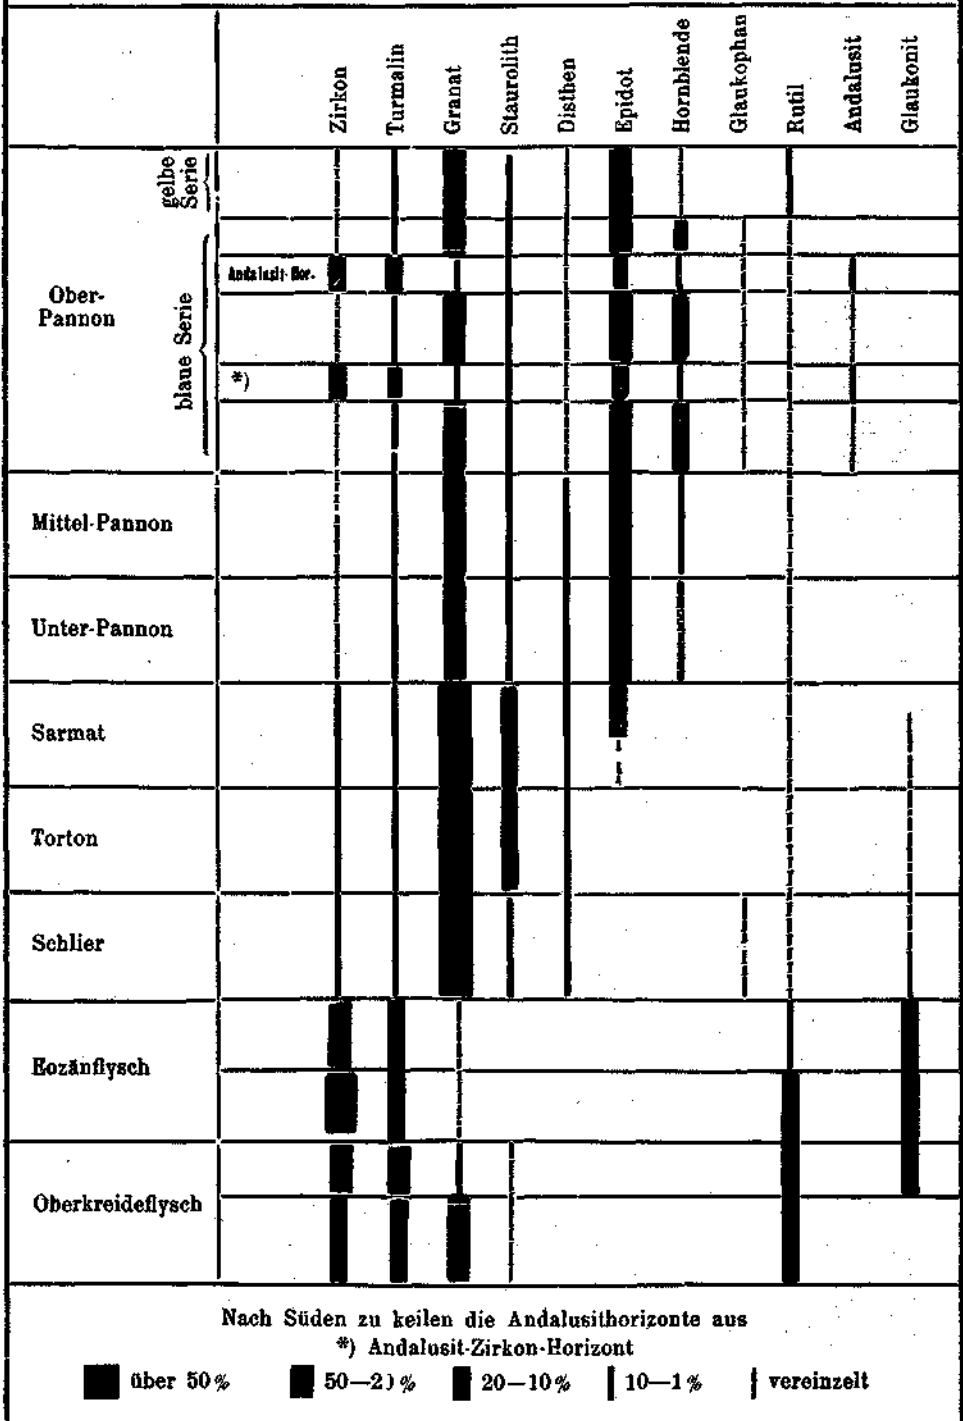 Zirkon
Turmalin
Granat
Staurolith
Disthen
Epidot
Hornblende
Glaukophan
Rutil
Andalusit
Glaukonit
Ober-
Pannon
gelbe
Serie
blaue Serie
Andalusit-Hor.
*)
Mittel-Pannon
Unter-Pannon
Sarmat
Torton
Schlier
Eozänflysch
Oberkreideflysch
Nach Süden zu keilen die Andalusithorizonte aus
*) Andalusit-Zirkon-Horizont
über 50% 50—20% 20—10% 10—1% vereinzelt